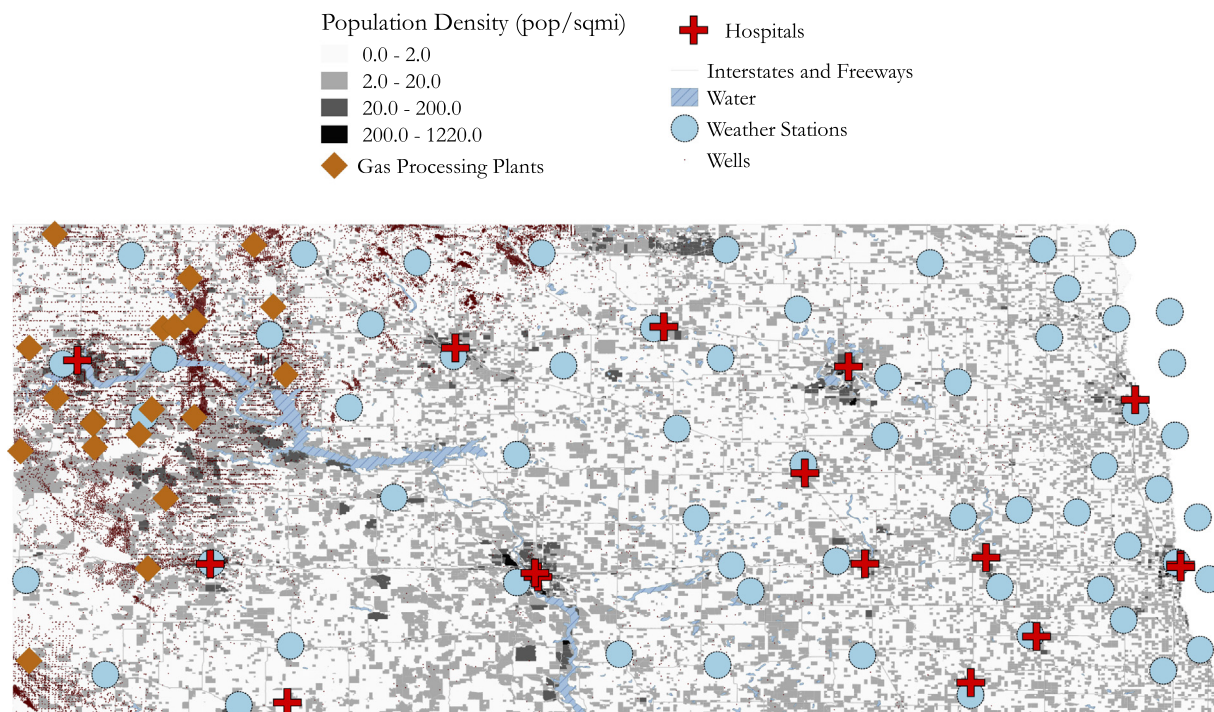 Population Density (pop/sqmi)
0.0 - 2.0
2.0 - 20.0
20.0 - 200.0
200.0 - 1220.0
Gas Processing Plants
Hospitals
Interstates and Freeways
Water
Weather Stations
Wells